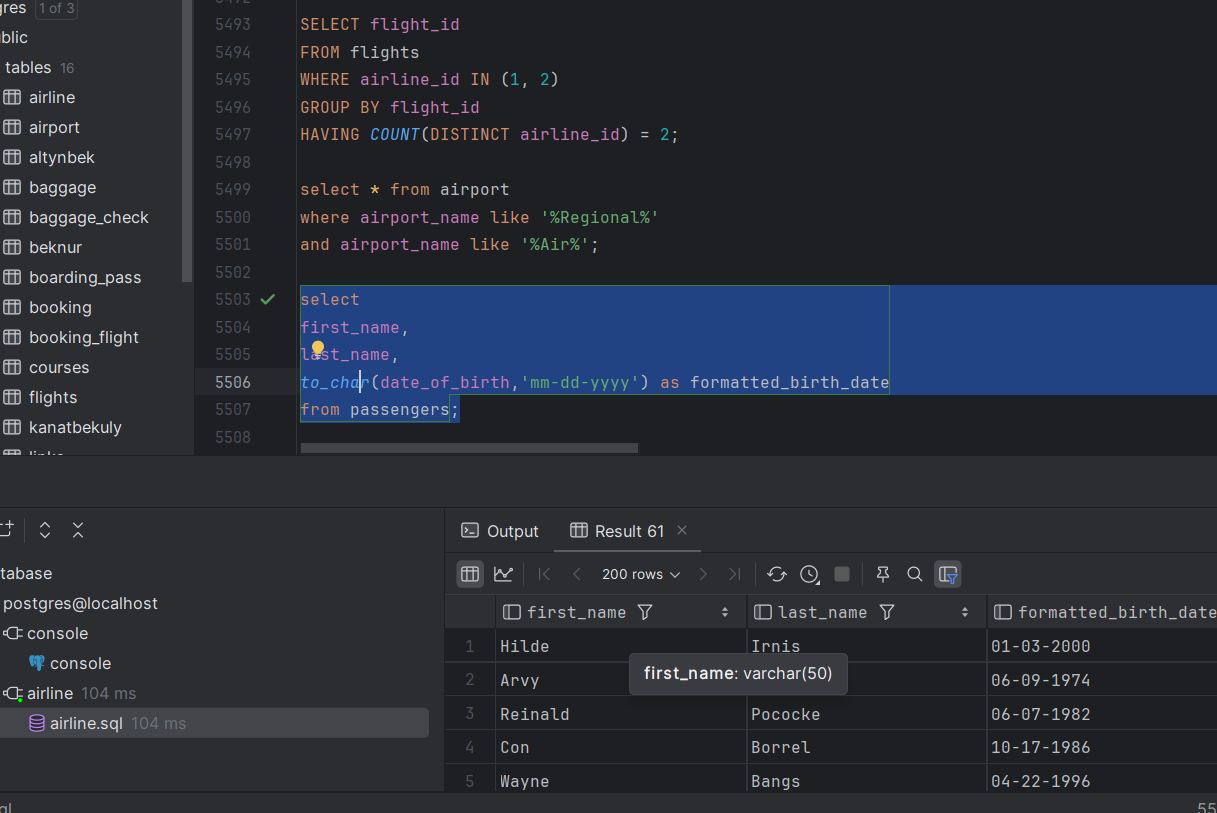 gres 1 of 3
blic
tables 16
airline
airport
altynbek
baggage
baggage_check
beknur
boarding_pass
booking
booking_flight
courses
flights
kanatbekuly
links
5492
5493 SELECT flight_id
5494 FROM flights
5495 WHERE airline_id IN (1, 2)
5496 GROUP BY flight_id
5497 HAVING COUNT(DISTINCT airline_id) = 2;
5498
5499 select * from airport
5500 where airport_name like '%Regional%'
5501 and airport_name like '%Air%';
5502
5503 select
5504 first_name,
5505 last_name,
5506 to_char(date_of_birth,'mm-dd-yyyy') as formatted_birth_date
5507 from passengers;
5508
tabase
postgres@localhost
console
console
airline 104 ms
airline.sql 104 ms
Output Result 61
200 rows
first_name last_name formatted_birth_date
1 Hilde Irnis 01-03-2000
2 Arvy 06-09-1974
first_name: varchar(50)
3 Reinald Pococke 06-07-1982
4 Con Borrel 10-17-1986
5 Wayne Bangs 04-22-1996